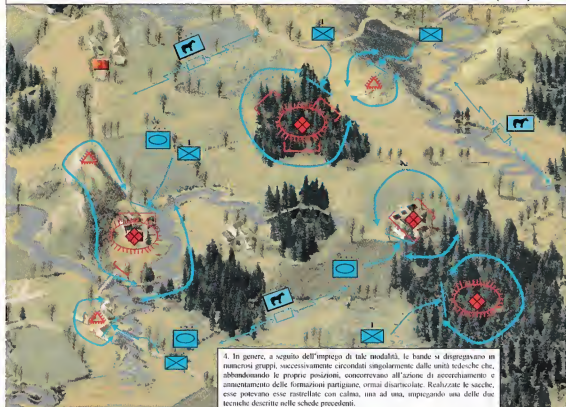 4. In genere, a seguito dell'impiego di tale modalità, le bande si disgregavano in
numerosi gruppi, successivamente circondati singolarmente dalle unità tedesche che,
abbandonando le proprie posizioni, concorrevano all'azione di accerchiamento e
annientamento delle formazioni partigiane, ormai disarticolate. Realizzate le sacche,
esse potevano esse rastrellate con calma, una ad una, impiegando una delle due
tecniche descritte nelle schede precedenti.